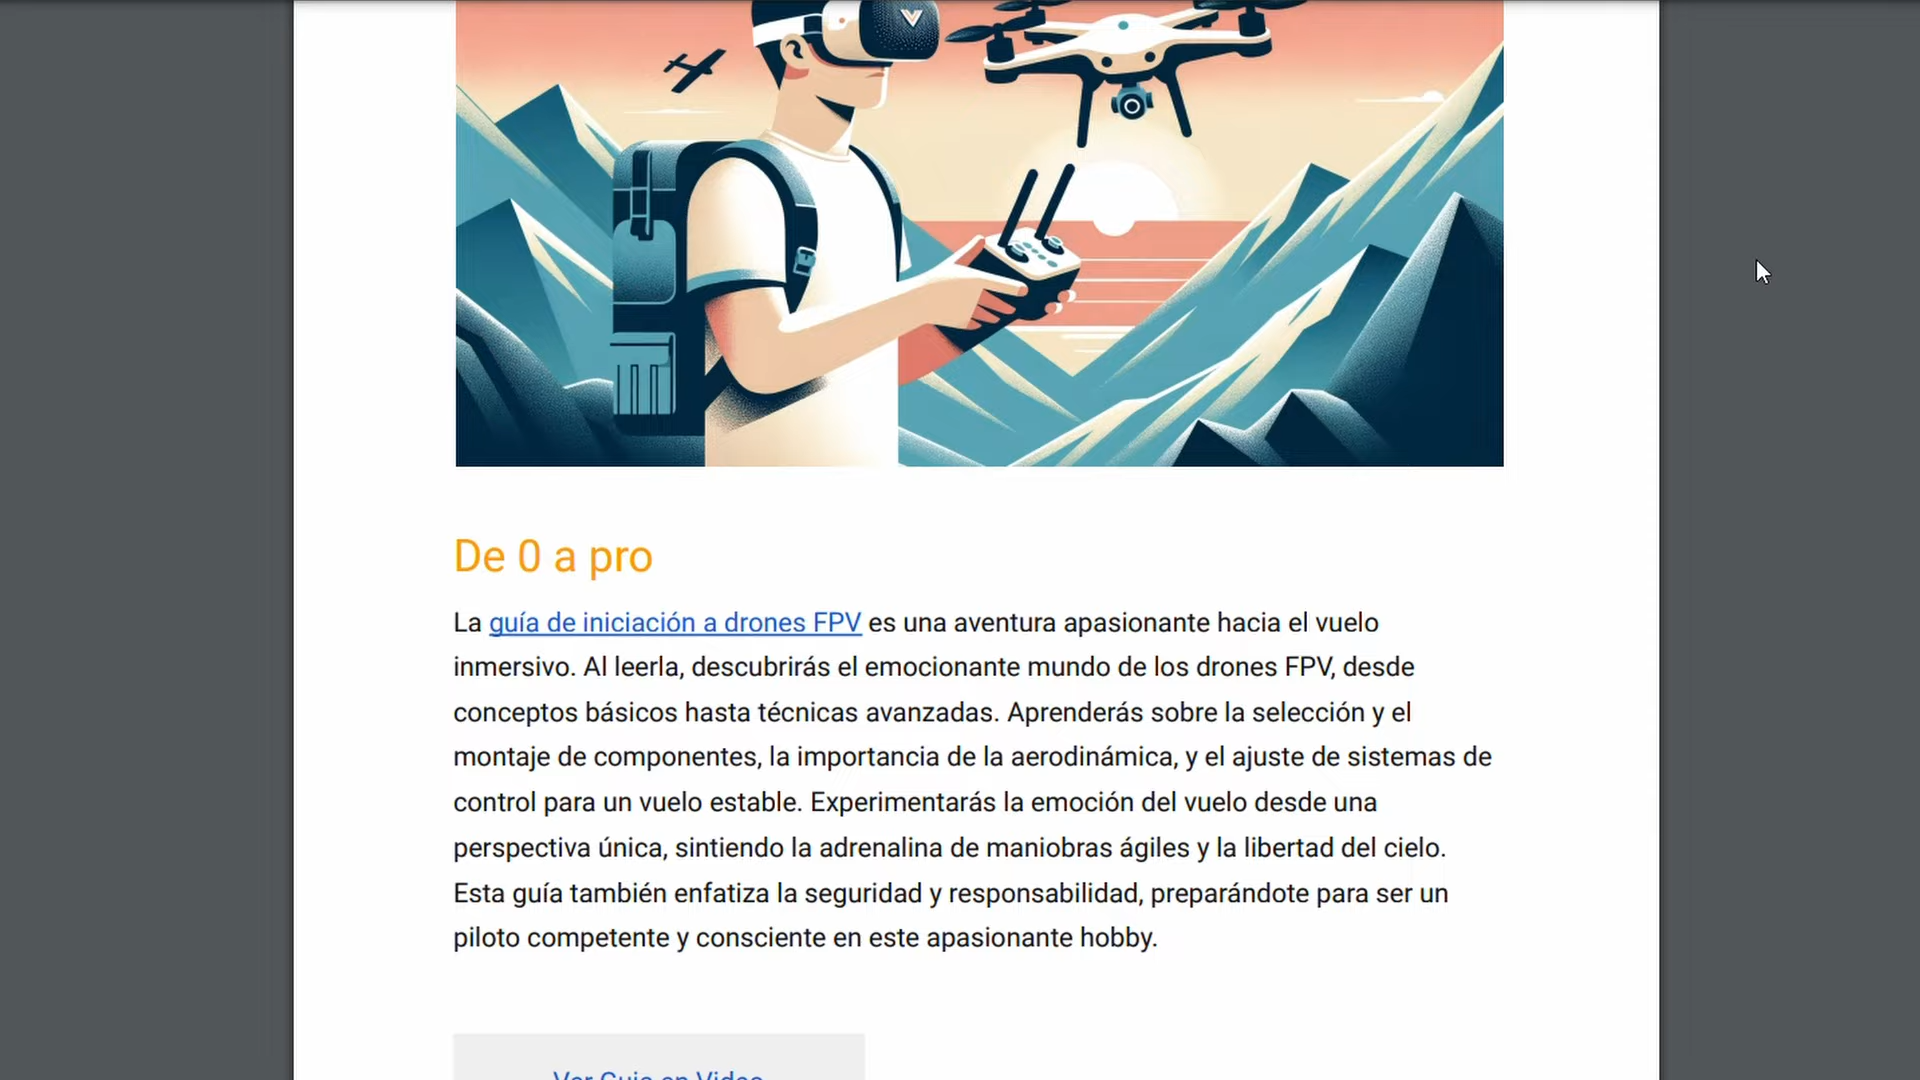 De 0 a pro
La guía de iniciación a drones FPV es una aventura apasionante hacia el vuelo
inmersivo. Al leerla, descubrirás el emocionante mundo de los drones FPV, desde
conceptos básicos hasta técnicas avanzadas. Aprenderás sobre la selección y el
montaje de componentes, la importancia de la aerodinámica, y el ajuste de sistemas de
control para un vuelo estable. Experimentarás la emoción del vuelo desde una
perspectiva única, sintiendo la adrenalina de maniobras ágiles y la libertad del cielo.
Esta guía también enfatiza la seguridad y responsabilidad, preparándote para ser un
piloto competente y consciente en este apasionante hobby.
Ver Guia en Video